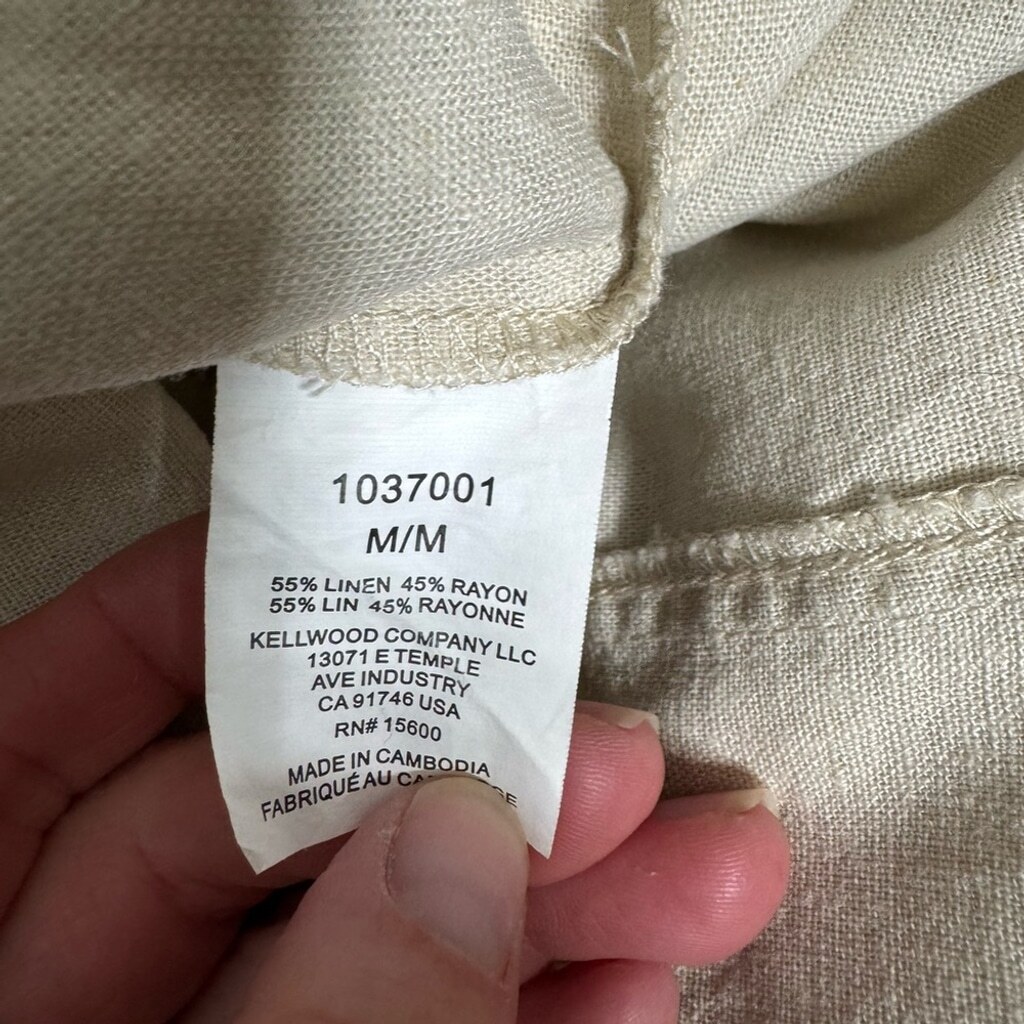 1037001
M/M
55% LINEN 45% RAYON
55% LIN 45% RAYONNE
KELLWOOD COMPANY LLC
13071 E TEMPLE
AVE INDUSTRY
CA 91746 USA
RN# 15600
MADE IN CAMBODIA
FABRIQUÉ AU